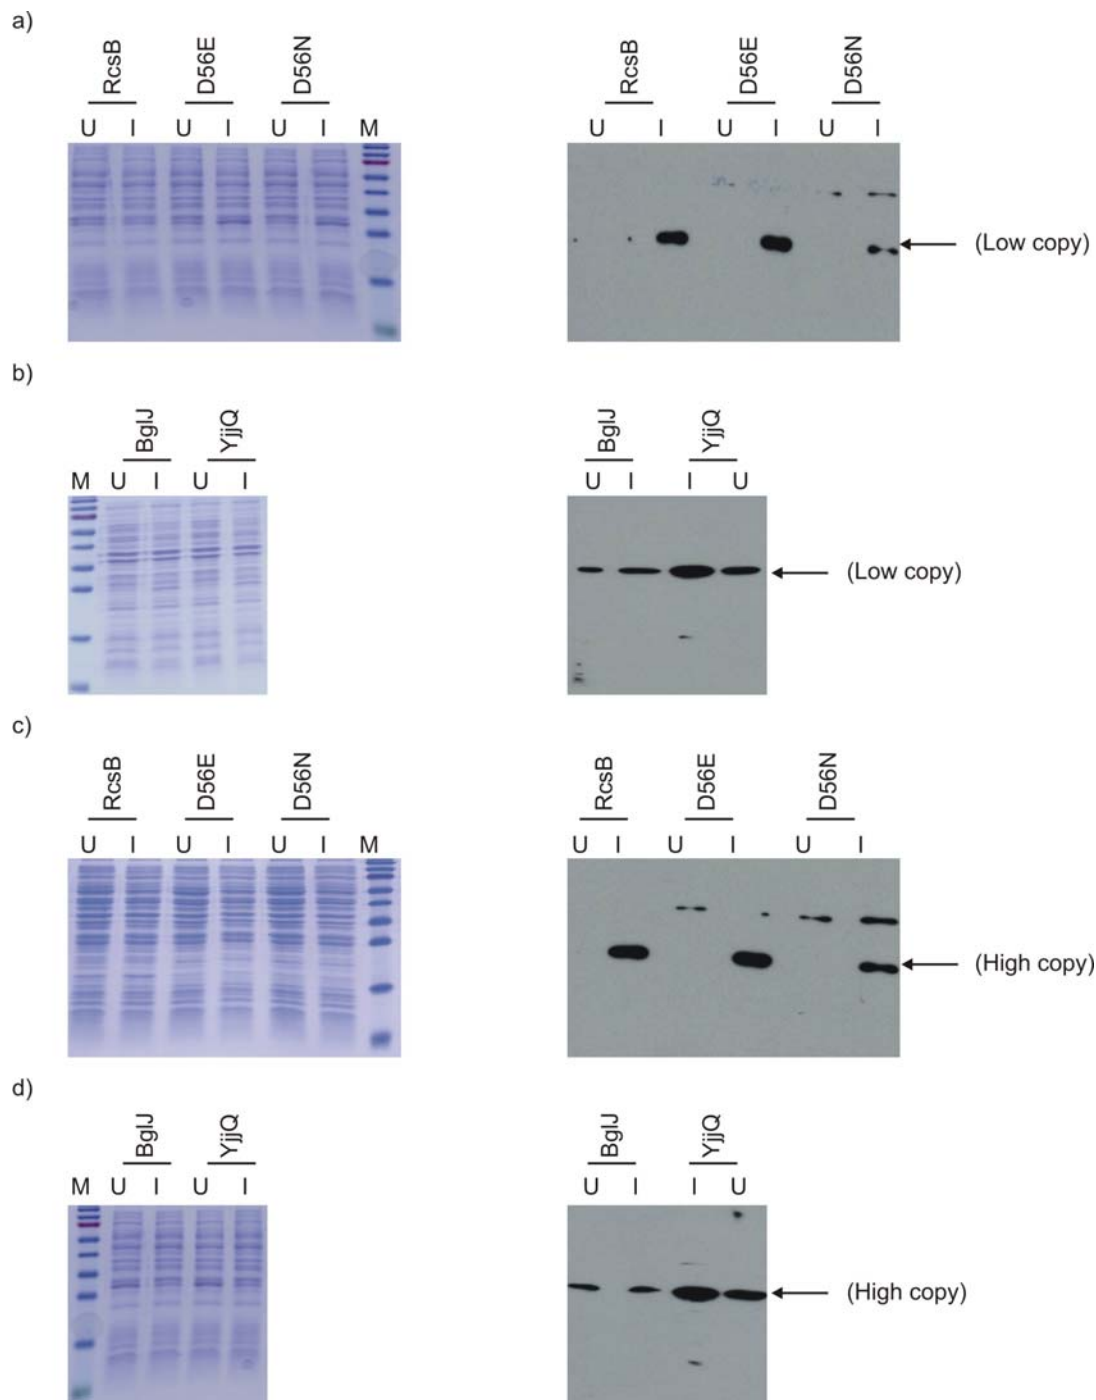 a)
RcsB D56E D56N RcsB D56E D56N
U I U I U I M U I U I U I
(Low copy)
b)
BglJ YjjQ BglJ YjjQ
M U I U I U I I U
(Low copy)
c)
RcsB D56E D56N RcsB D56E D56N
U I U I U I M U I U I U I
(High copy)
d)
BglJ YjjQ BglJ YjjQ
M U I U I U I I U
(High copy)